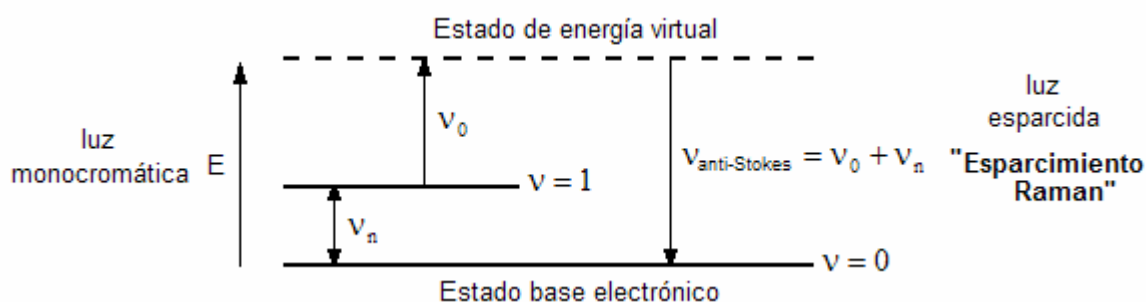 Estado de energía virtual
luz
monocromática
E
ν₀
ν = 1
νₙ
ν_anti-Stokes = ν₀ + νₙ
luz
esparcida
"Esparcimiento
Raman"
ν = 0
Estado base electrónico